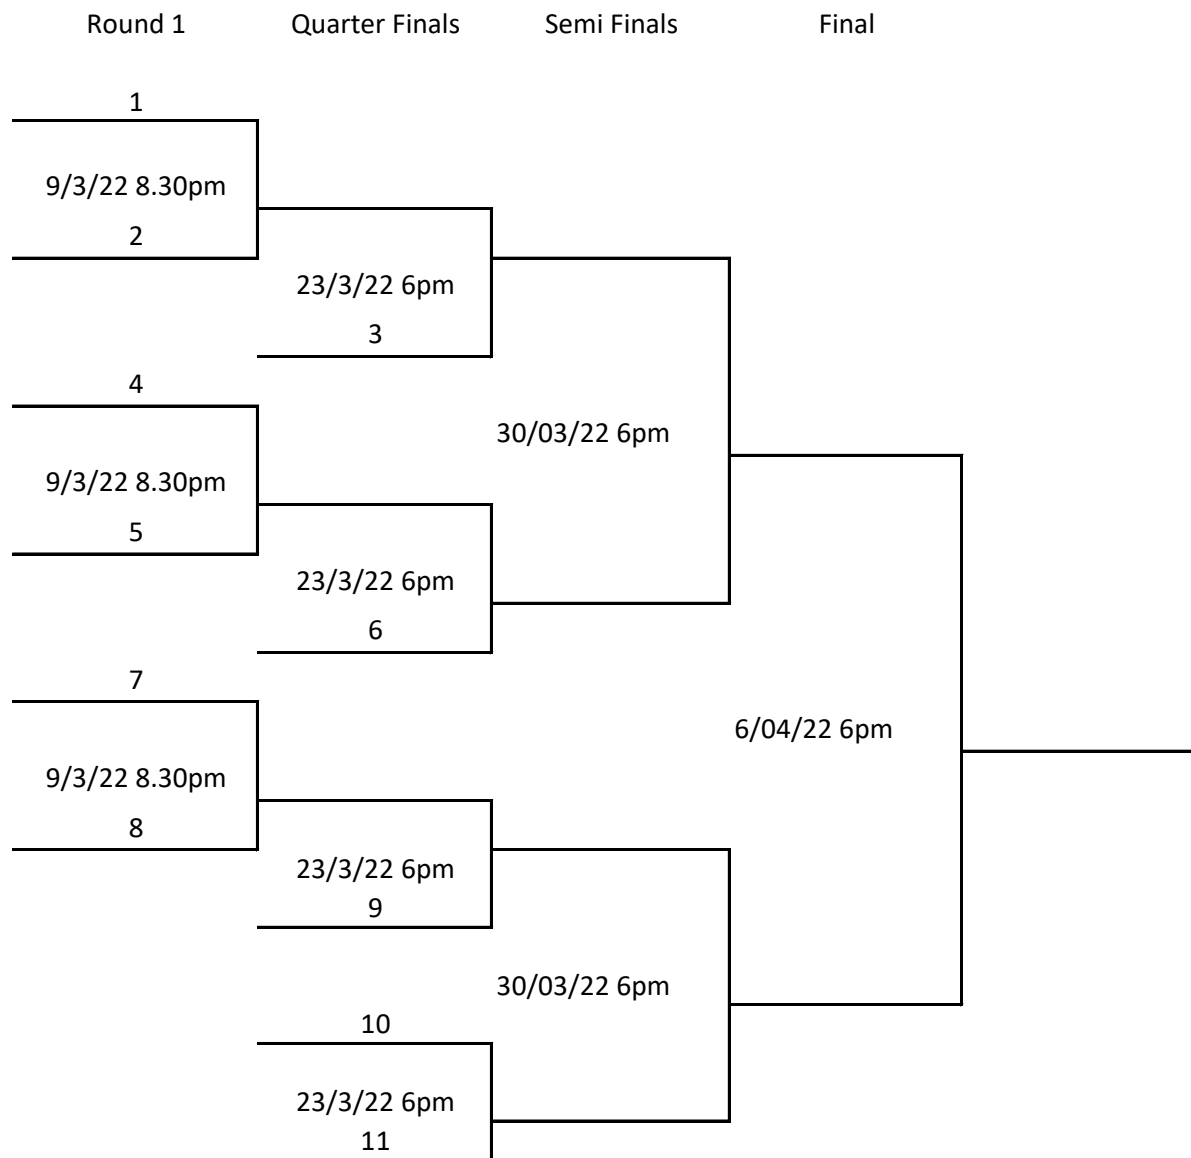 Round 1 Quarter Finals Semi Finals Final
1
9/3/22 8.30pm
2
23/3/22 6pm
3
4
30/03/22 6pm
9/3/22 8.30pm
5
23/3/22 6pm
6
7
6/04/22 6pm
9/3/22 8.30pm
8
23/3/22 6pm
9
30/03/22 6pm
10
23/3/22 6pm
11